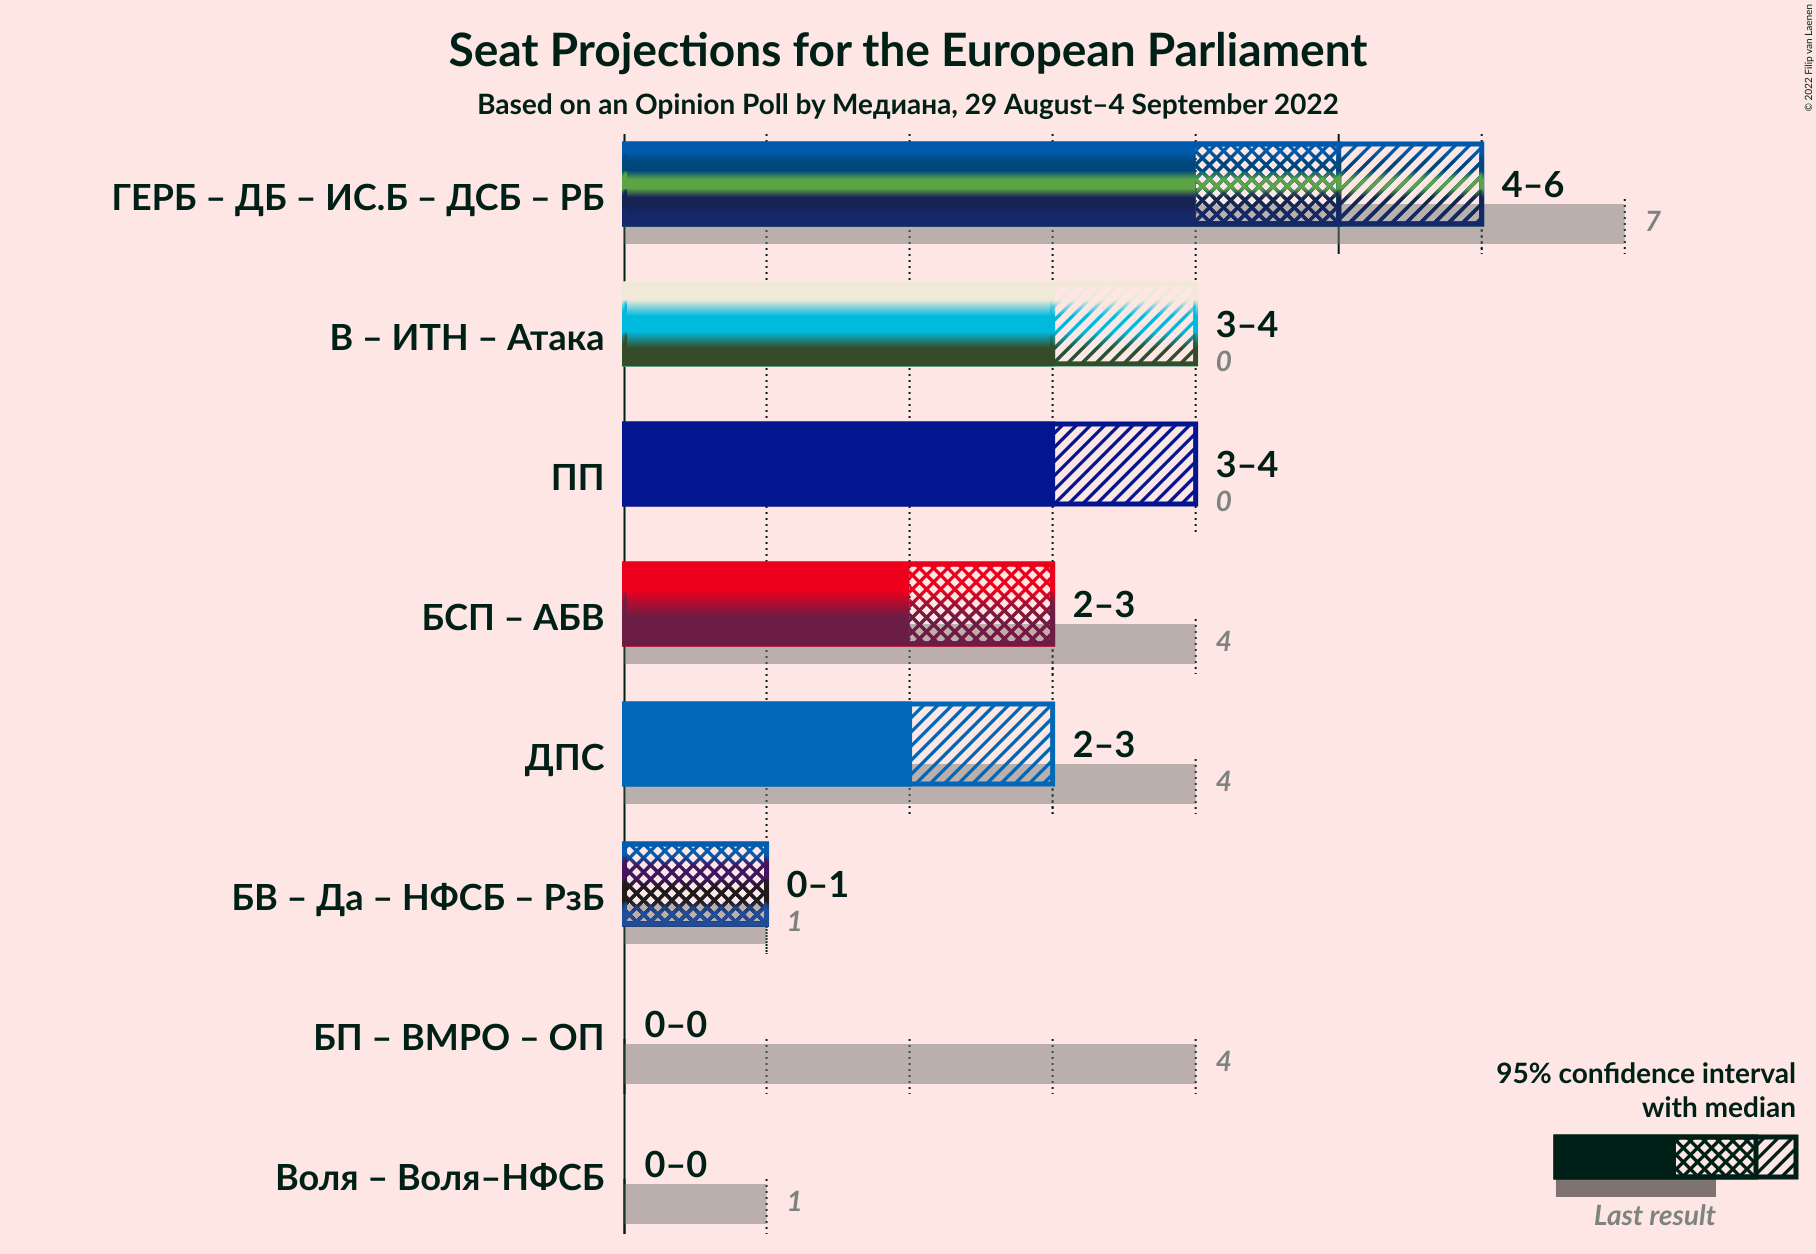 Seat Projections for the European Parliament
Based on an Opinion Poll by Медиана, 29 August–4 September 2022
© 2022 Filip van Laenen
ГЕРБ – ДБ – ИС.Б – ДСБ – РБ
4–6
7
В – ИТН – Атака
3–4
0
ПП
3–4
0
БСП – АБВ
2–3
4
ДПС
2–3
4
БВ – Да – НФСБ – РзБ
0–1
1
БП – ВМРО – ОП
0–0
4
Воля – Воля–НФСБ
0–0
1
95% confidence interval
with median
Last result